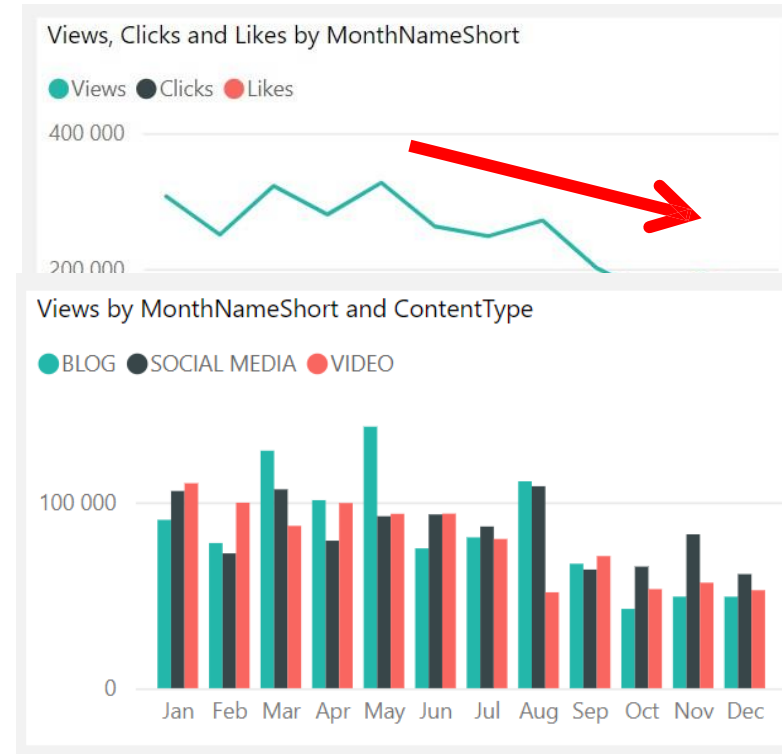 Views, Clicks and Likes by MonthNameShort
Views Clicks Likes
400 000
200 000
Views by MonthNameShort and ContentType
BLOG SOCIAL MEDIA VIDEO
100 000
0
Jan Feb Mar Apr May Jun Jul Aug Sep Oct Nov Dec